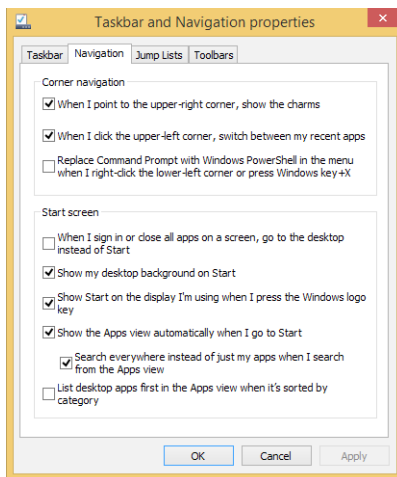 Taskbar and Navigation properties
Taskbar Navigation Jump Lists Toolbars
Corner navigation
When I point to the upper-right corner, show the charms
When I click the upper-left corner, switch between my recent apps
Replace Command Prompt with Windows PowerShell in the menu
when I right-click the lower-left corner or press Windows key+X
Start screen
When I sign in or close all apps on a screen, go to the desktop
instead of Start
Show my desktop background on Start
Show Start on the display I'm using when I press the Windows logo
key
Show the Apps view automatically when I go to Start
Search everywhere instead of just my apps when I search
from the Apps view
List desktop apps first in the Apps view when it's sorted by
category
OK Cancel Apply